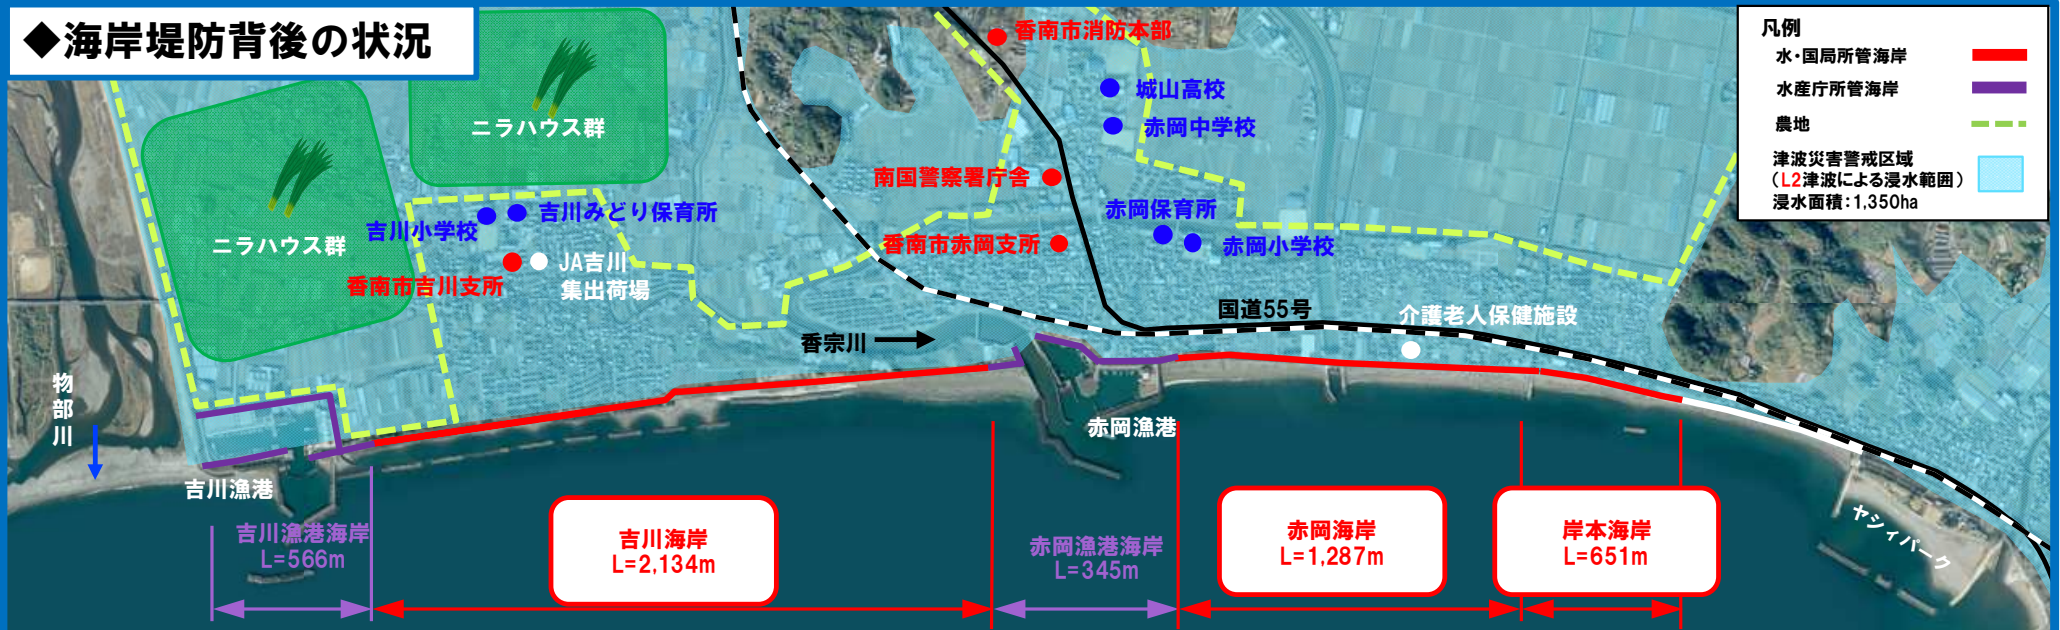 ◆海岸堤防背後の状況
凡例
水・国局所管海岸
水産庁所管海岸
農地
津波災害警戒区域
（L2津波による浸水範囲）
浸水面積：1,350ha
香南市消防本部
城山高校
赤岡中学校
ニラハウス群
南国警察署庁舎
吉川みどり保育所
吉川小学校
赤岡保育所
ニラハウス群
香南市赤岡支所
赤岡小学校
JA吉川
集出荷場
香南市吉川支所
国道55号
介護老人保健施設
香宗川
物部川
赤岡漁港
吉川漁港
ヤシィパーク
吉川漁港海岸
L=566m
吉川海岸
L=2,134m
赤岡漁港海岸
L=345m
赤岡海岸
L=1,287m
岸本海岸
L=651m